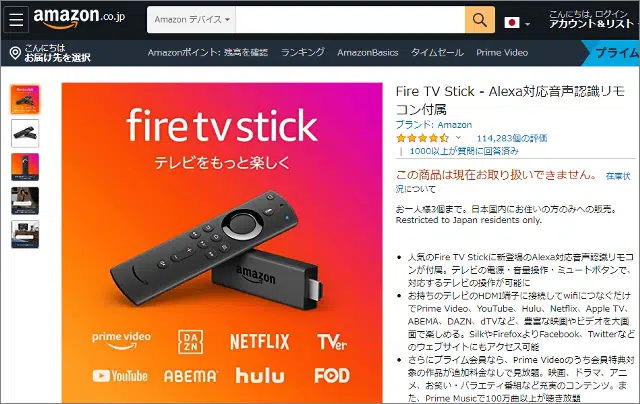 amazon.co.jp
Amazon デバイス
こんにちは, ログイン
アカウント＆リスト
こんにちは
お届け先を選択
Amazonポイント: 残高を確認 ランキング AmazonBasics タイムセール Prime Video
プライム
fire tv stick
テレビをもっと楽しく
amazon
prime video
DAZN
NETFLIX
TVer
YouTube
ABEMA
hulu
FOD
Fire TV Stick - Alexa対応音声認識リモ
コン付属
ブランド: Amazon
114,283個の評価
| 1000以上が質問に回答済み
この商品は現在お取り扱いできません。 在庫状
況について
お一人様3個まで。日本国内にお住いの方のみへの販売。
Restricted to Japan residents only.
人気のFire TV Stickに新登場のAlexa対応音声認識リモコ
ンが付属。テレビの電源・音量操作・ミュートボタンで、
対応するテレビの操作が可能に
お持ちのテレビのHDMI端子に接続してwifiにつなぐだけ
でPrime Video、YouTube、Hulu、Netflix、Apple TV、
ABEMA、DAZN、dTVなど、豊富な映画やビデオを大画
面で楽しめる。SilkやFirefoxよりFacebook、Twitterなど
のウェブサイトにもアクセス可能
さらにプライム会員なら、Prime Videoのうち会員特典対
象の作品が追加料金なしで見放題。映画、ドラマ、アニ
メ、お笑い・バラエティ番組など充実のコンテンツ。ま
た、Prime Musicで100万曲以上が聴き放題